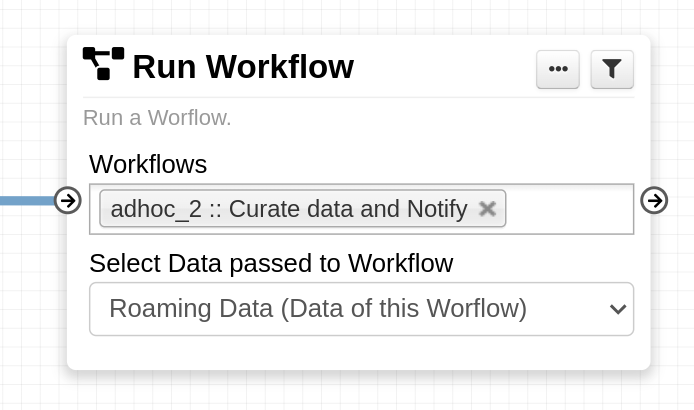 Run Workflow
Run a Worflow.
Workflows
adhoc_2 :: Curate data and Notify
Select Data passed to Workflow
Roaming Data (Data of this Worflow)